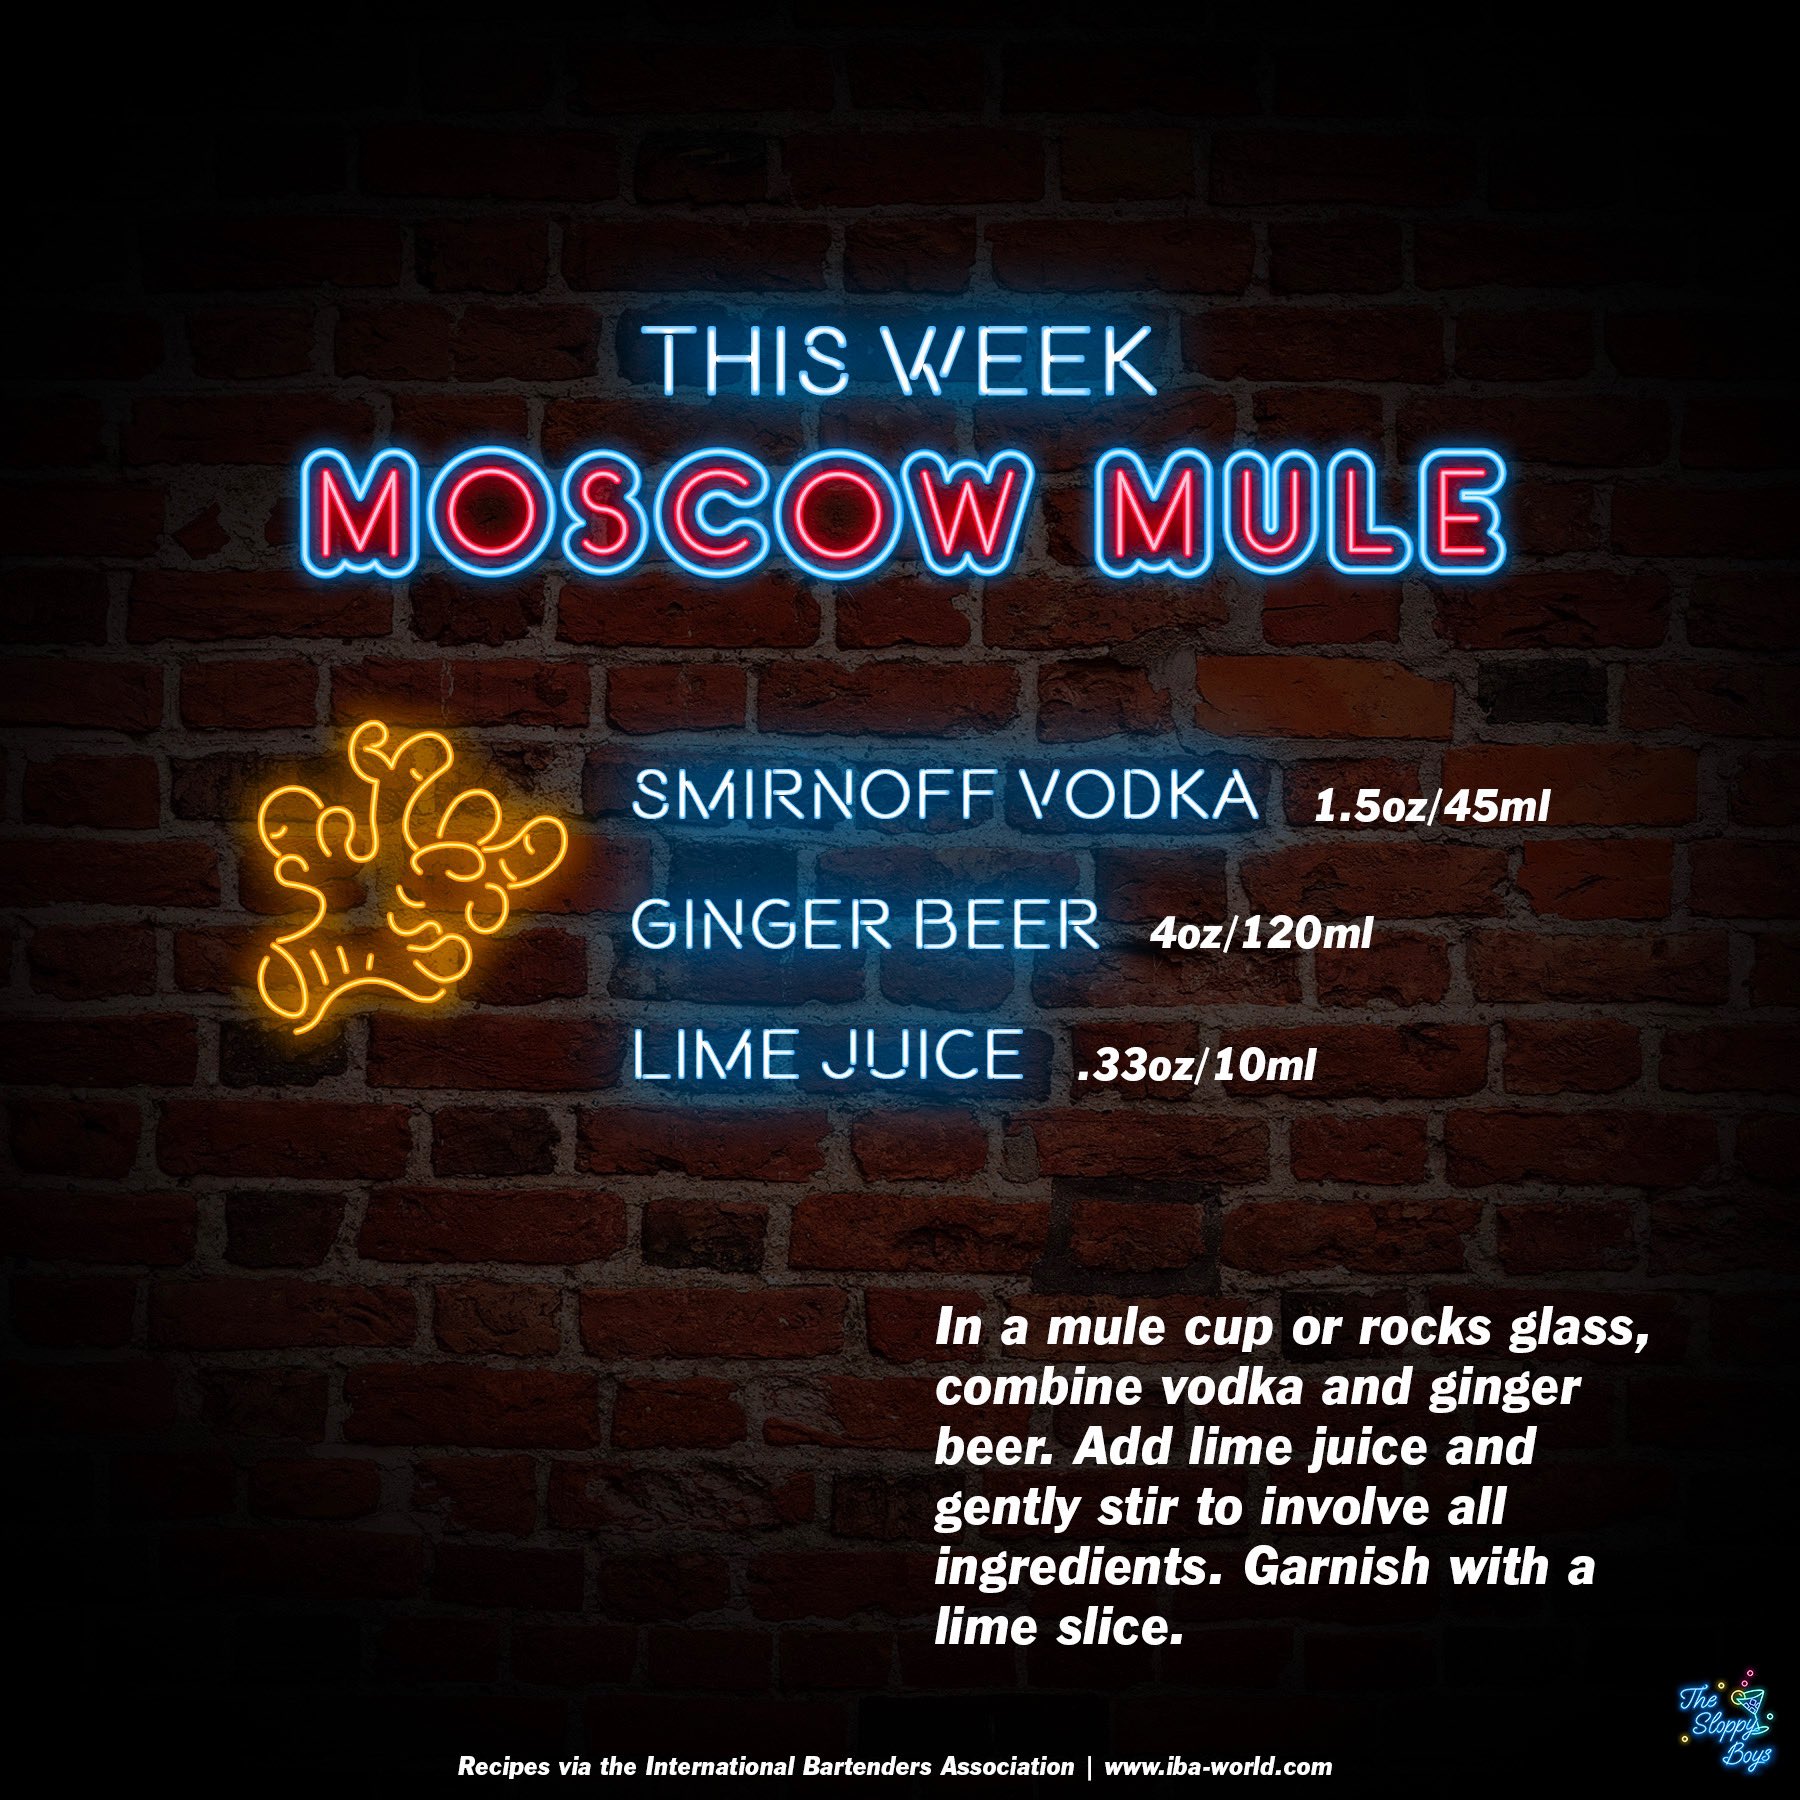 THIS WEEK
MOSCOW MULE
SMIRNOFF VODKA 1.5oz/45ml
GINGER BEER 4oz/120ml
LIME JUICE .33oz/10ml
In a mule cup or rocks glass,
combine vodka and ginger
beer. Add lime juice and
gently stir to involve all
ingredients. Garnish with a
lime slice.
The
Sloppy
Boys
Recipes via the International Bartenders Association | www.iba-world.com